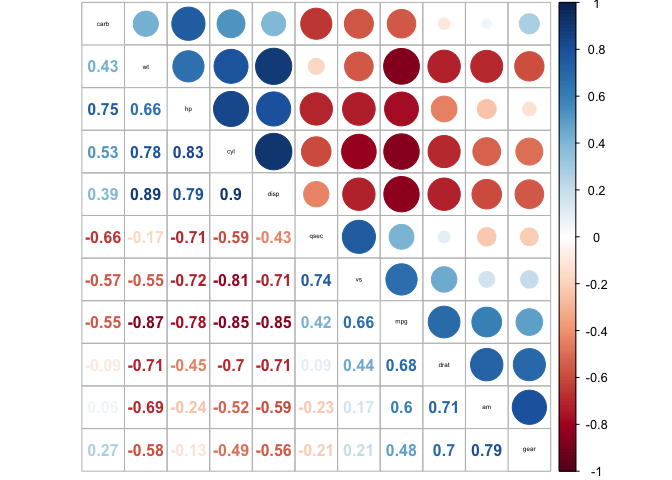 carb
0.43 wt
0.75 0.66 hp
0.53 0.78 0.83 cyl
0.39 0.89 0.79 0.9 disp
-0.66 -0.17 -0.71 -0.59 -0.43 qsec
-0.57 -0.55 -0.72 -0.81 -0.71 0.74 vs
-0.55 -0.87 -0.78 -0.85 -0.85 0.42 0.66 mpg
-0.09 -0.71 -0.45 -0.7 -0.71 0.09 0.44 0.68 drat
0.06 -0.69 -0.24 -0.52 -0.59 -0.23 0.17 0.6 0.71 am
0.27 -0.58 -0.13 -0.49 -0.56 -0.21 0.21 0.48 0.7 0.79 gear
1
0.8
0.6
0.4
0.2
0
-0.2
-0.4
-0.6
-0.8
-1